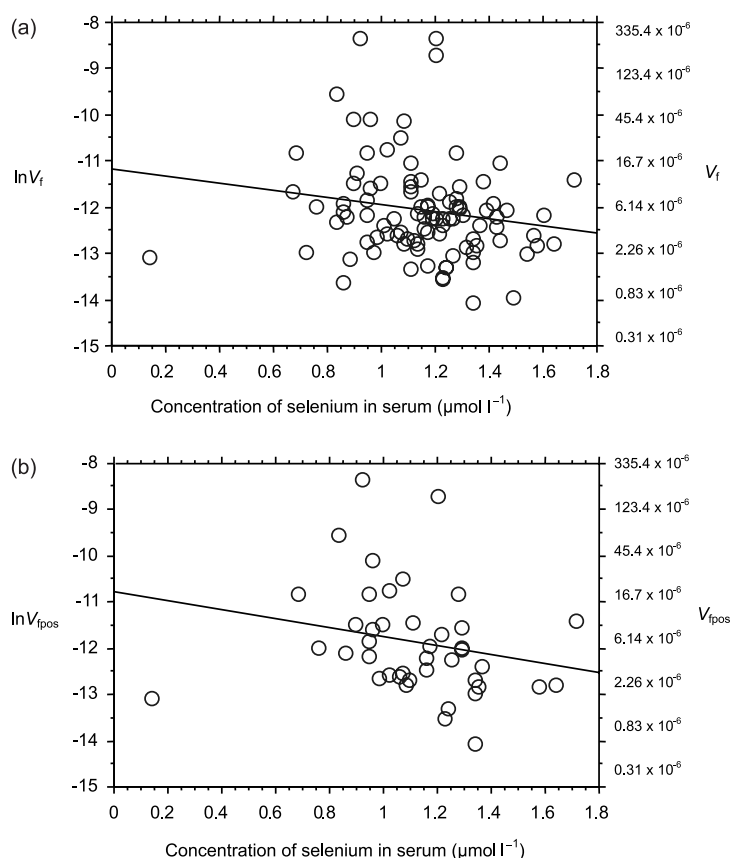 (a)
-8
-9
-10
-11
-12
-13
-14
-15
lnVf
335.4 x 10⁻⁶
123.4 x 10⁻⁶
45.4 x 10⁻⁶
16.7 x 10⁻⁶
6.14 x 10⁻⁶
2.26 x 10⁻⁶
0.83 x 10⁻⁶
0.31 x 10⁻⁶
Vf
0 0.2 0.4 0.6 0.8 1 1.2 1.4 1.6 1.8
Concentration of selenium in serum (μmol l⁻¹)
(b)
-8
-9
-10
-11
-12
-13
-14
-15
lnVfpos
335.4 x 10⁻⁶
123.4 x 10⁻⁶
45.4 x 10⁻⁶
16.7 x 10⁻⁶
6.14 x 10⁻⁶
2.26 x 10⁻⁶
0.83 x 10⁻⁶
0.31 x 10⁻⁶
Vfpos
0 0.2 0.4 0.6 0.8 1 1.2 1.4 1.6 1.8
Concentration of selenium in serum (μmol l⁻¹)